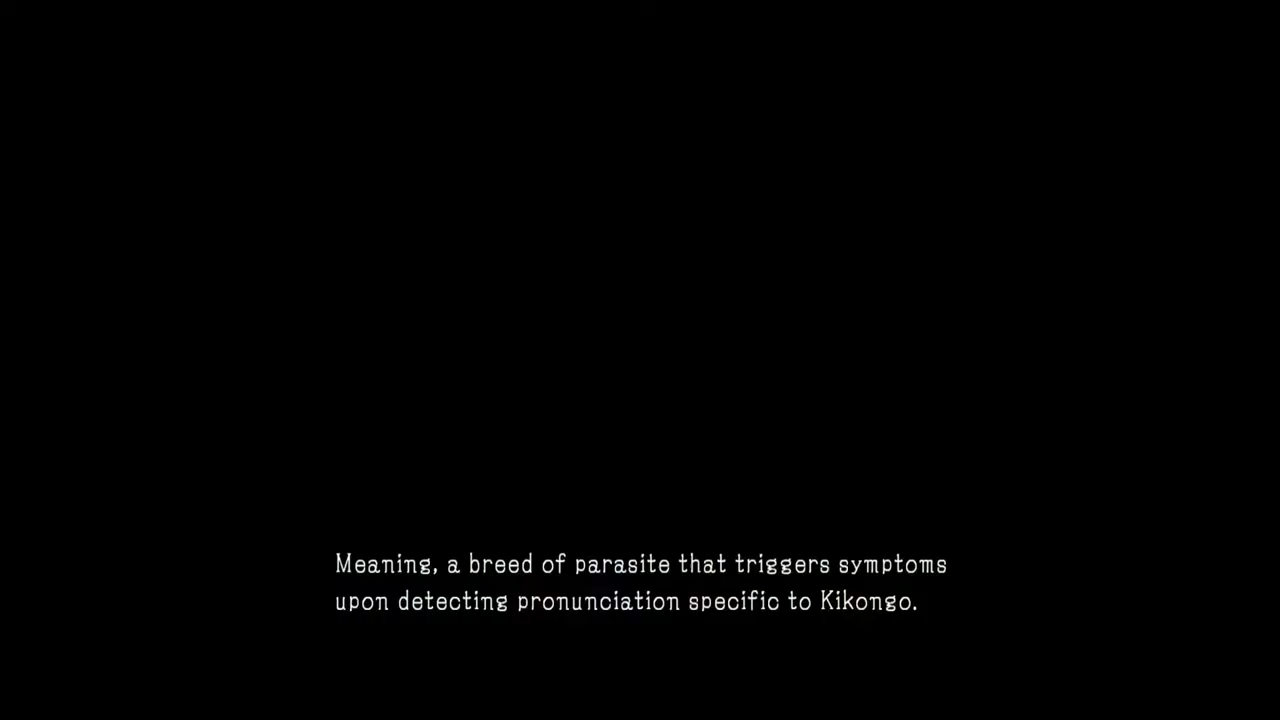 Meaning, a breed of parasite that triggers symptoms
upon detecting pronunciation specific to Kikongo.